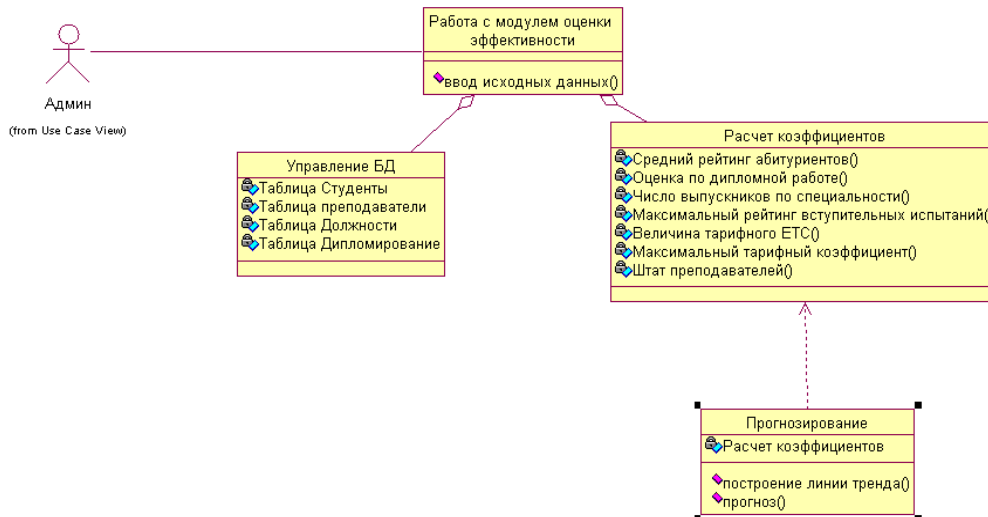 Работа с модулем оценки
эффективности
ввод исходных данных()
Админ
(from Use Case View)
Управление БД
Таблица Студенты
Таблица преподаватели
Таблица Должности
Таблица Дипломирование
Расчет коэффициентов
Средний рейтинг абитуриентов()
Оценка по дипломной работе()
Число выпускников по специальности()
Максимальный рейтинг вступительных испытаний()
Величина тарифного ЕТС()
Максимальный тарифный коэффициент()
Штат преподавателей()
Прогнозирование
Расчет коэффициентов
построение линии тренда()
прогноз()